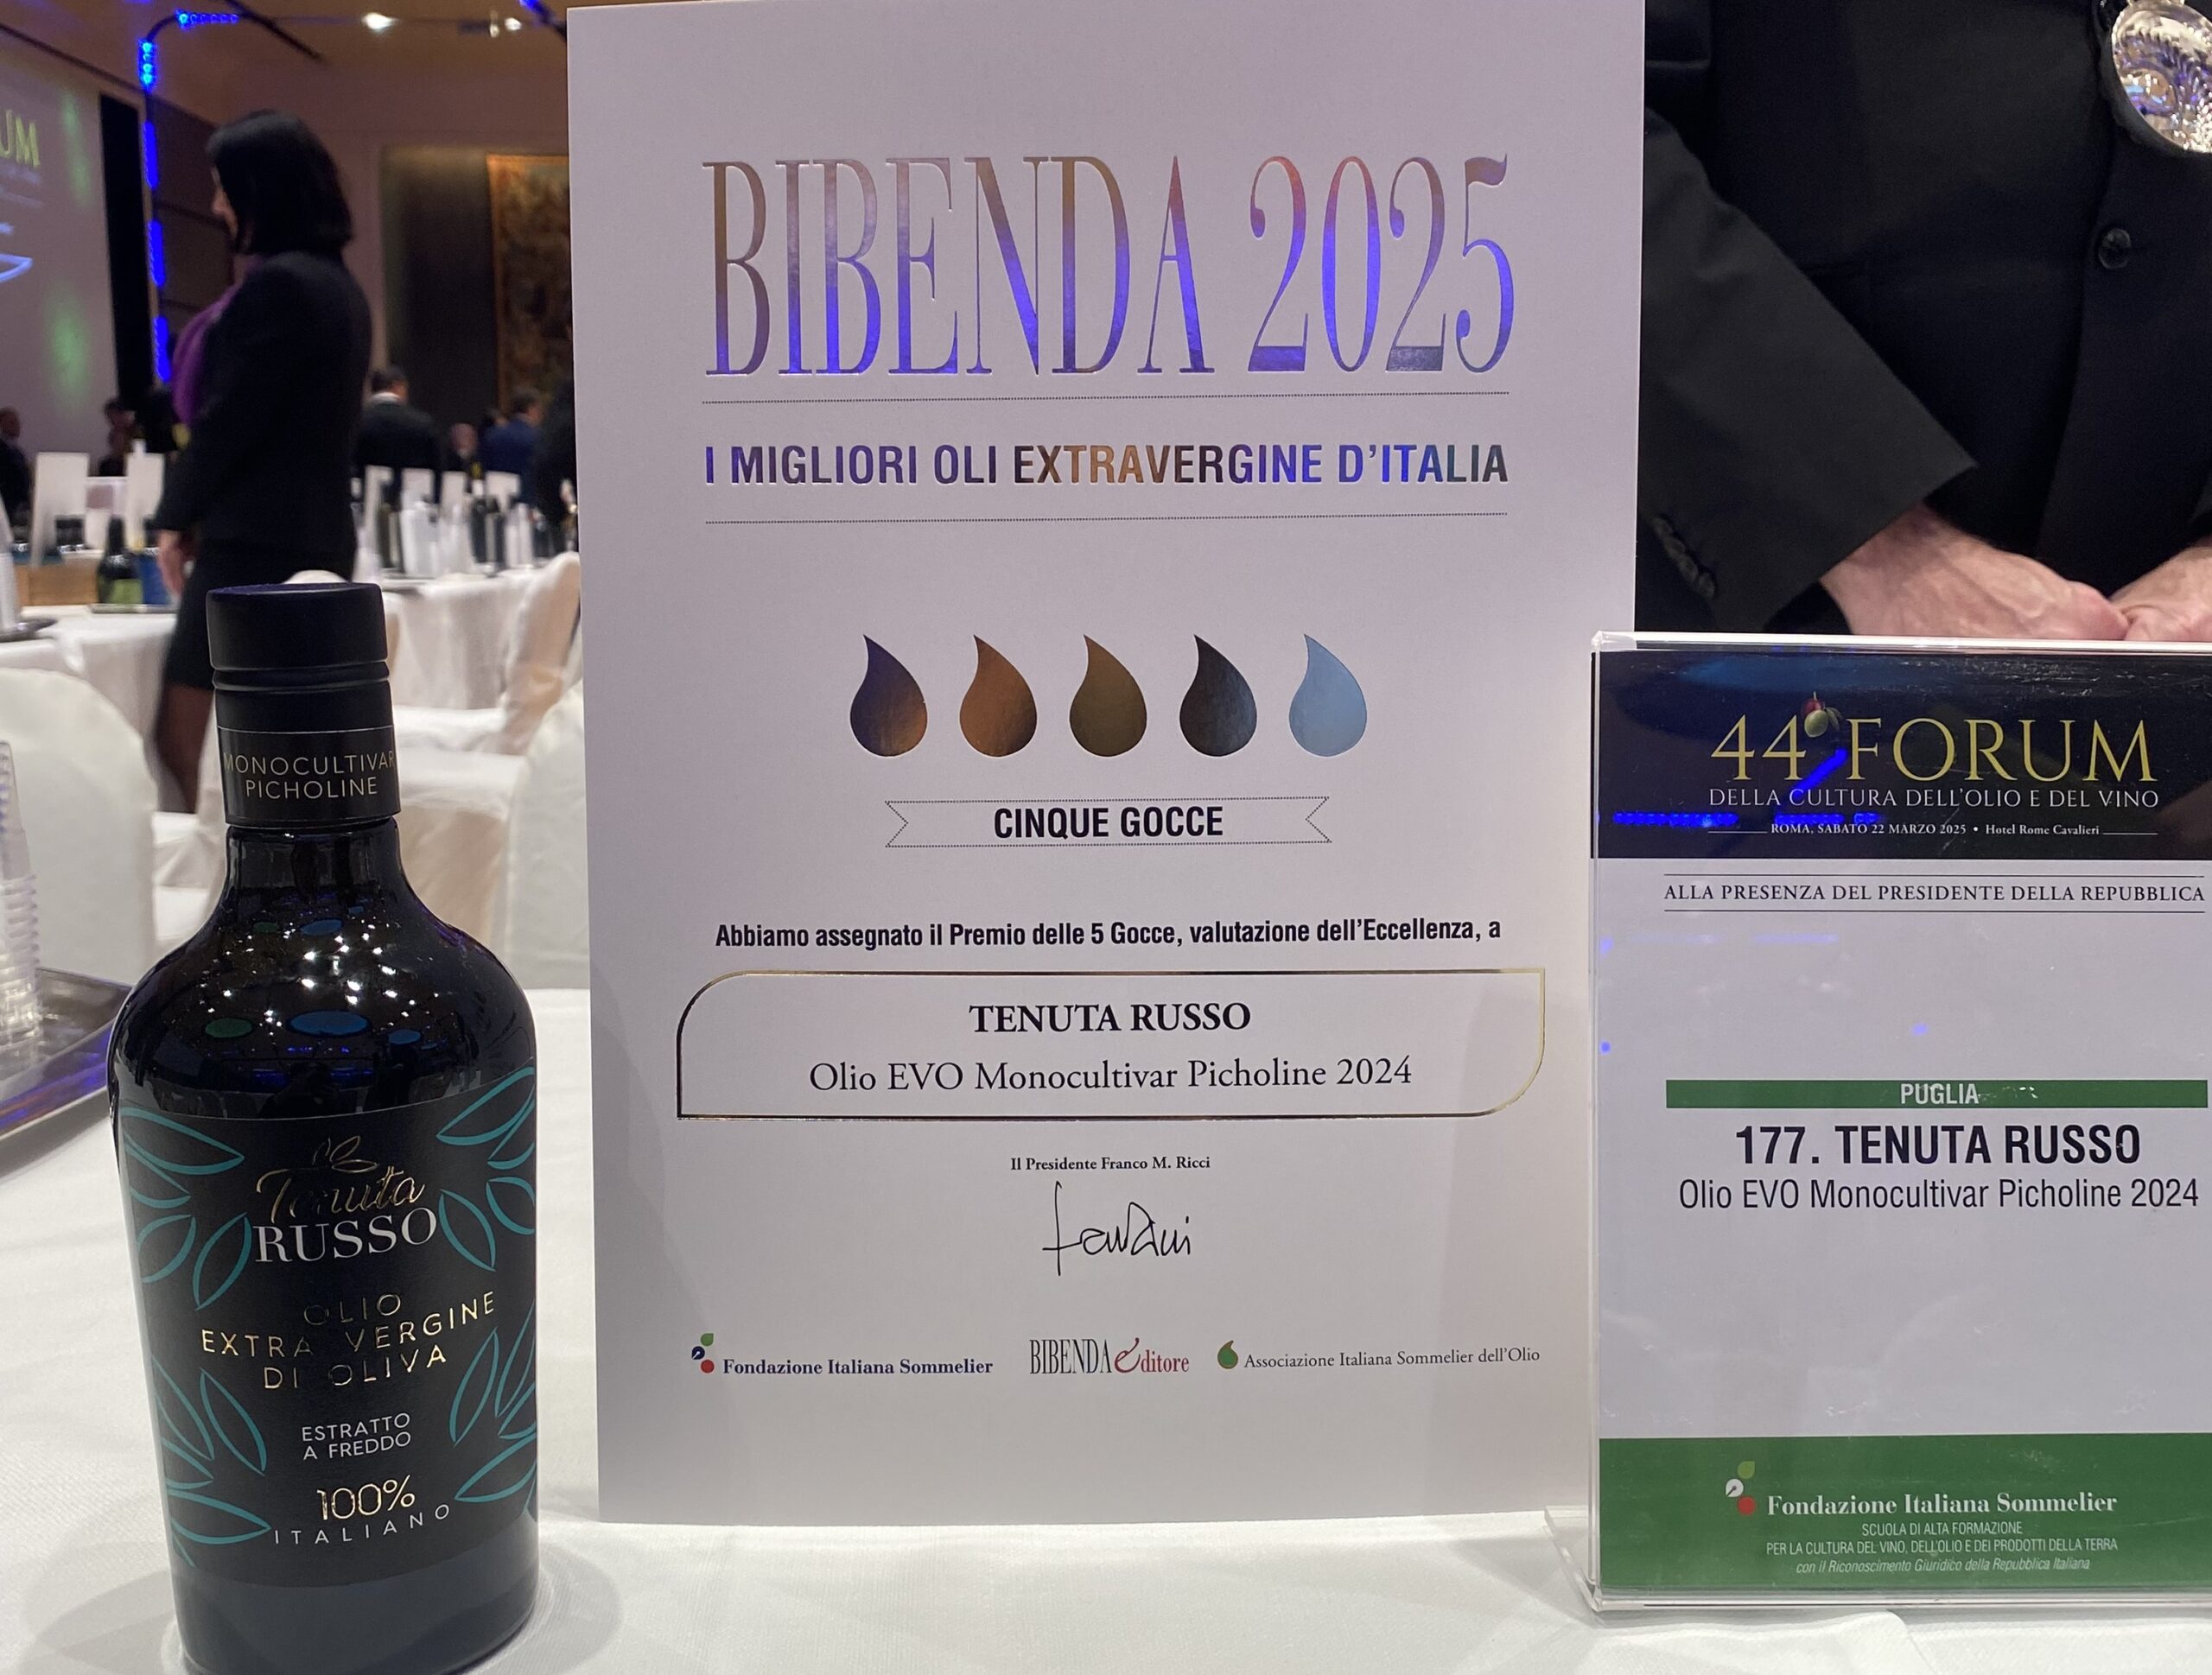 UM
MONOCULTIVAR
PICHOLINE
Tenuta
RUSSO
OLIO
EXTRA VERGINE
DI OLIVA
ESTRATTO
A FREDDO
100%
ITALIANO
BIBENDA 2025
I MIGLIORI OLI EXTRAVERGINE D'ITALIA
CINQUE GOCCE
Abbiamo assegnato il Premio delle 5 Gocce, valutazione dell'Eccellenza, a
TENUTA RUSSO
Olio EVO Monocultivar Picholine 2024
Il Presidente Franco M. Ricci
Fondazione Italiana Sommelier
BIBENDA Editore
Associazione Italiana Sommelier dell'Olio
44° FORUM
DELLA CULTURA DELL'OLIO E DEL VINO
ROMA, SABATO 22 MARZO 2025 • Hotel Rome Cavalieri
ALLA PRESENZA DEL PRESIDENTE DELLA REPUBBLICA
PUGLIA
177. TENUTA RUSSO
Olio EVO Monocultivar Picholine 2024
Fondazione Italiana Sommelier
SCUOLA DI ALTA FORMAZIONE
PER LA CULTURA DEL VINO, DELL'OLIO E DEI PRODOTTI DELLA TERRA
con il Riconoscimento Giuridico della Repubblica Italiana